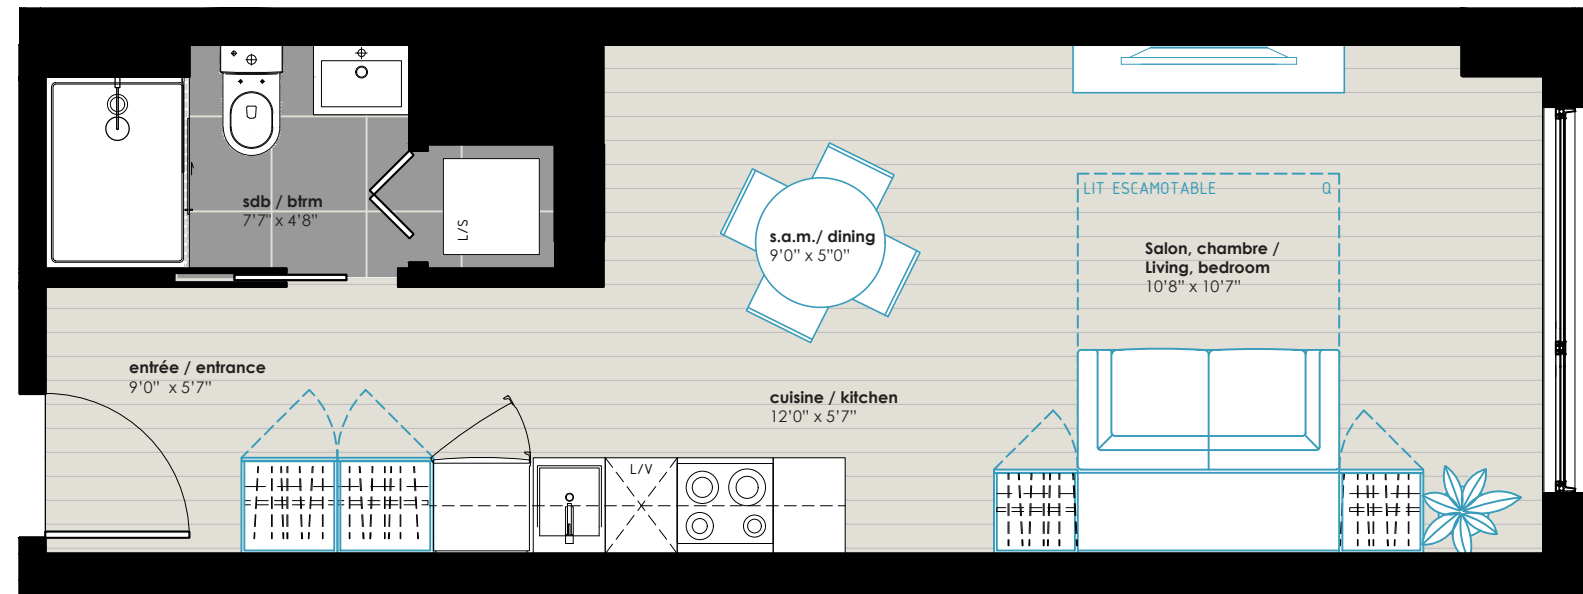 sdb / btrm
7'7" x 4'8"
L/S
s.a.m./ dining
9'0" x 5"0"
LIT ESCAMOTABLE Q
Salon, chambre /
Living, bedroom
10'8" x 10'7"
entrée / entrance
9'0" x 5'7"
cuisine / kitchen
12'0" x 5'7"
L/V